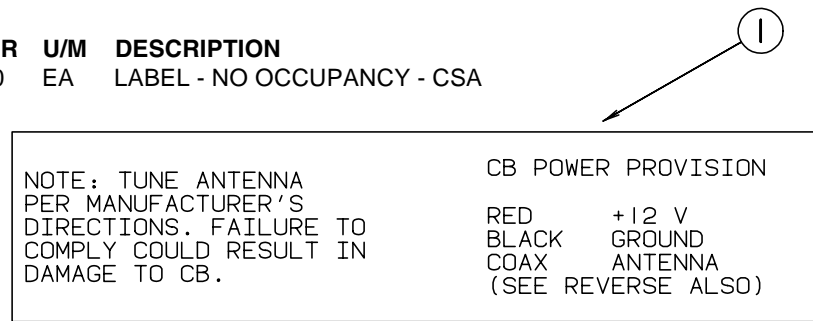 R U/M DESCRIPTION
EA LABEL - NO OCCUPANCY - CSA
1
NOTE: TUNE ANTENNA
PER MANUFACTURER'S
DIRECTIONS. FAILURE TO
COMPLY COULD RESULT IN
DAMAGE TO CB.
CB POWER PROVISION
RED +12 V
BLACK GROUND
COAX ANTENNA
(SEE REVERSE ALSO)